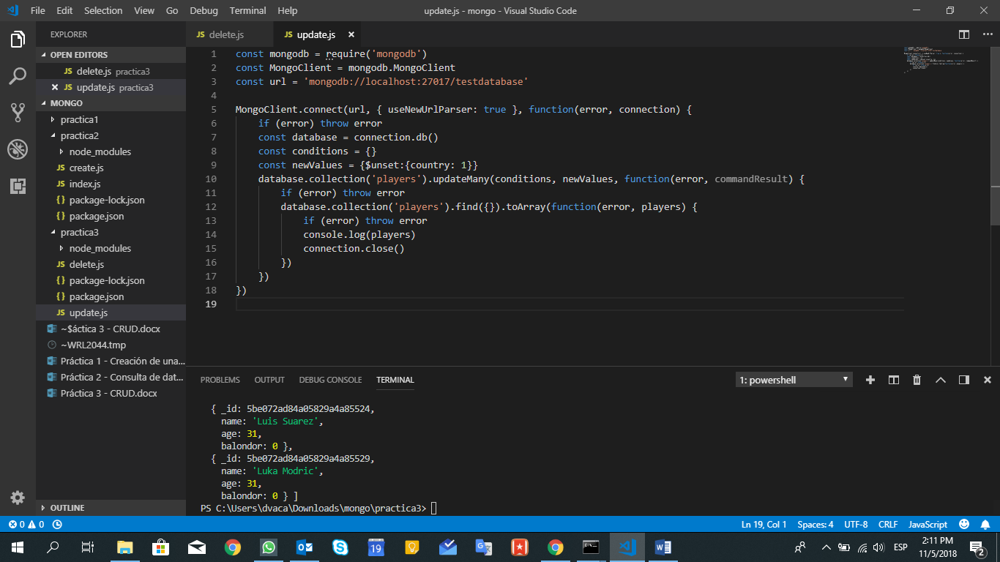 File Edit Selection View Go Debug Terminal Help
update.js - mongo - Visual Studio Code
EXPLORER
OPEN EDITORS
JS delete.js practica3
JS update.js practica3
MONGO
practica1
practica2
node_modules
JS create.js
JS index.js
{} package-lock.json
{} package.json
practica3
node_modules
JS delete.js
{} package-lock.json
{} package.json
JS update.js
~$áctica 3 - CRUD.docx
~WRL2044.tmp
Práctica 1 - Creación de una...
Práctica 2 - Consulta de dat...
Práctica 3 - CRUD.docx
OUTLINE
JS delete.js
JS update.js
1 const mongodb = require('mongodb')
2 const MongoClient = mongodb.MongoClient
3 const url = 'mongodb://localhost:27017/testdatabase'
4
5 MongoClient.connect(url, { useNewUrlParser: true }, function(error, connection) {
6 if (error) throw error
7 const database = connection.db()
8 const conditions = {}
9 const newValues = {$unset:{country: 1}}
10 database.collection('players').updateMany(conditions, newValues, function(error, commandResult) {
11 if (error) throw error
12 database.collection('players').find({}).toArray(function(error, players) {
13 if (error) throw error
14 console.log(players)
15 connection.close()
16 })
17 })
18 })
19
PROBLEMS OUTPUT DEBUG CONSOLE TERMINAL
1: powershell
{ _id: 5be072ad84a05829a4a85524,
name: 'Luis Suarez',
age: 31,
balondor: 0 },
{ _id: 5be072ad84a05829a4a85529,
name: 'Luka Modric',
age: 31,
balondor: 0 } ]
PS C:\Users\dvaca\Downloads\mongo\practica3>
0 0
Ln 19, Col 1 Spaces: 4 UTF-8 CRLF JavaScript
19
ESP
2:11 PM
11/5/2018
2